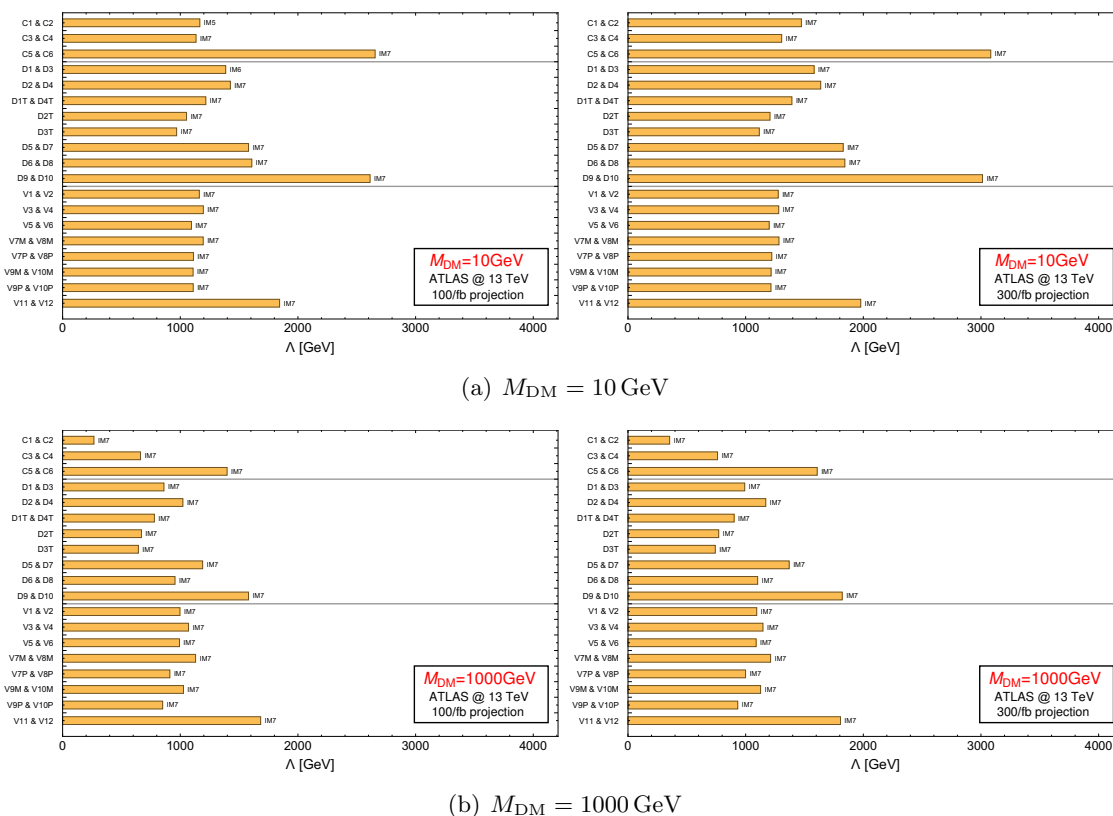 C1 & C2 IM5
C3 & C4 IM7
C5 & C6 IM7
D1 & D3 IM6
D2 & D4 IM7
D1T & D4T IM7
D2T IM7
D3T IM7
D5 & D7 IM7
D6 & D8 IM7
D9 & D10 IM7
V1 & V2 IM7
V3 & V4 IM7
V5 & V6 IM7
V7M & V8M IM7
V7P & V8P IM7
V9M & V10M IM7
V9P & V10P IM7
V11 & V12 IM7
M_DM=10GeV
ATLAS @ 13 TeV
100/fb projection
0 1000 2000 3000 4000
Λ [GeV]
C1 & C2 IM7
C3 & C4 IM7
C5 & C6 IM7
D1 & D3 IM7
D2 & D4 IM7
D1T & D4T IM7
D2T IM7
D3T IM7
D5 & D7 IM7
D6 & D8 IM7
D9 & D10 IM7
V1 & V2 IM7
V3 & V4 IM7
V5 & V6 IM7
V7M & V8M IM7
V7P & V8P IM7
V9M & V10M IM7
V9P & V10P IM7
V11 & V12 IM7
M_DM=10GeV
ATLAS @ 13 TeV
300/fb projection
0 1000 2000 3000 4000
Λ [GeV]
(a) M_DM = 10 GeV
C1 & C2 IM7
C3 & C4 IM7
C5 & C6 IM7
D1 & D3 IM7
D2 & D4 IM7
D1T & D4T IM7
D2T IM7
D3T IM7
D5 & D7 IM7
D6 & D8 IM7
D9 & D10 IM7
V1 & V2 IM7
V3 & V4 IM7
V5 & V6 IM7
V7M & V8M IM7
V7P & V8P IM7
V9M & V10M IM7
V9P & V10P IM7
V11 & V12 IM7
M_DM=1000GeV
ATLAS @ 13 TeV
100/fb projection
0 1000 2000 3000 4000
Λ [GeV]
C1 & C2 IM7
C3 & C4 IM7
C5 & C6 IM7
D1 & D3 IM7
D2 & D4 IM7
D1T & D4T IM7
D2T IM7
D3T IM7
D5 & D7 IM7
D6 & D8 IM7
D9 & D10 IM7
V1 & V2 IM7
V3 & V4 IM7
V5 & V6 IM7
V7M & V8M IM7
V7P & V8P IM7
V9M & V10M IM7
V9P & V10P IM7
V11 & V12 IM7
M_DM=1000GeV
ATLAS @ 13 TeV
300/fb projection
0 1000 2000 3000 4000
Λ [GeV]
(b) M_DM = 1000 GeV